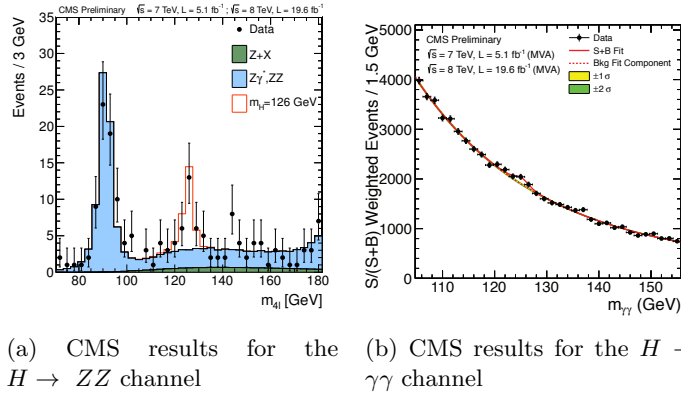 CMS Preliminary √s = 7 TeV, L = 5.1 fb⁻¹ ; √s = 8 TeV, L = 19.6 fb⁻¹
Events / 3 GeV
35
30
25
20
15
10
5
0
Data
Z+X
Zγ*,ZZ
m_H=126 GeV
80 100 120 140 160 180
m_4l [GeV]
(a) CMS results for the
H → ZZ channel
S/(S+B) Weighted Events / 1.5 GeV
5000
4000
3000
2000
1000
0
CMS Preliminary
√s = 7 TeV, L = 5.1 fb⁻¹ (MVA)
√s = 8 TeV, L = 19.6 fb⁻¹ (MVA)
Data
S+B Fit
Bkg Fit Component
±1 σ
±2 σ
110 120 130 140 150
m_γγ (GeV)
(b) CMS results for the H
γγ channel